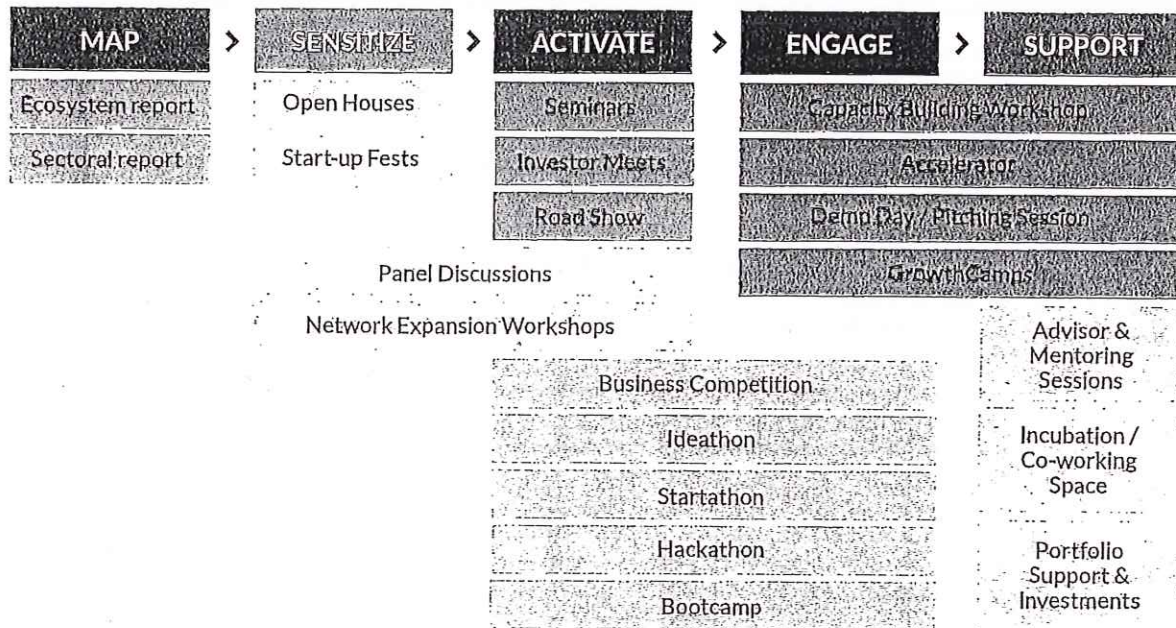 MAP > SENSITIZE > ACTIVATE > ENGAGE > SUPPORT
Ecosystem report
Sectoral report
Open Houses
Start-up Fests
Seminars
Investor Meets
Road Show
Capacity Building Workshop
Accelerator
Demo Day / Pitching Session
GrowthCamps
Panel Discussions
Network Expansion Workshops
Business Competition
Ideathon
Startathon
Hackathon
Bootcamp
Advisor &
Mentoring
Sessions
Incubation /
Co-working
Space
Portfolio
Support &
Investments